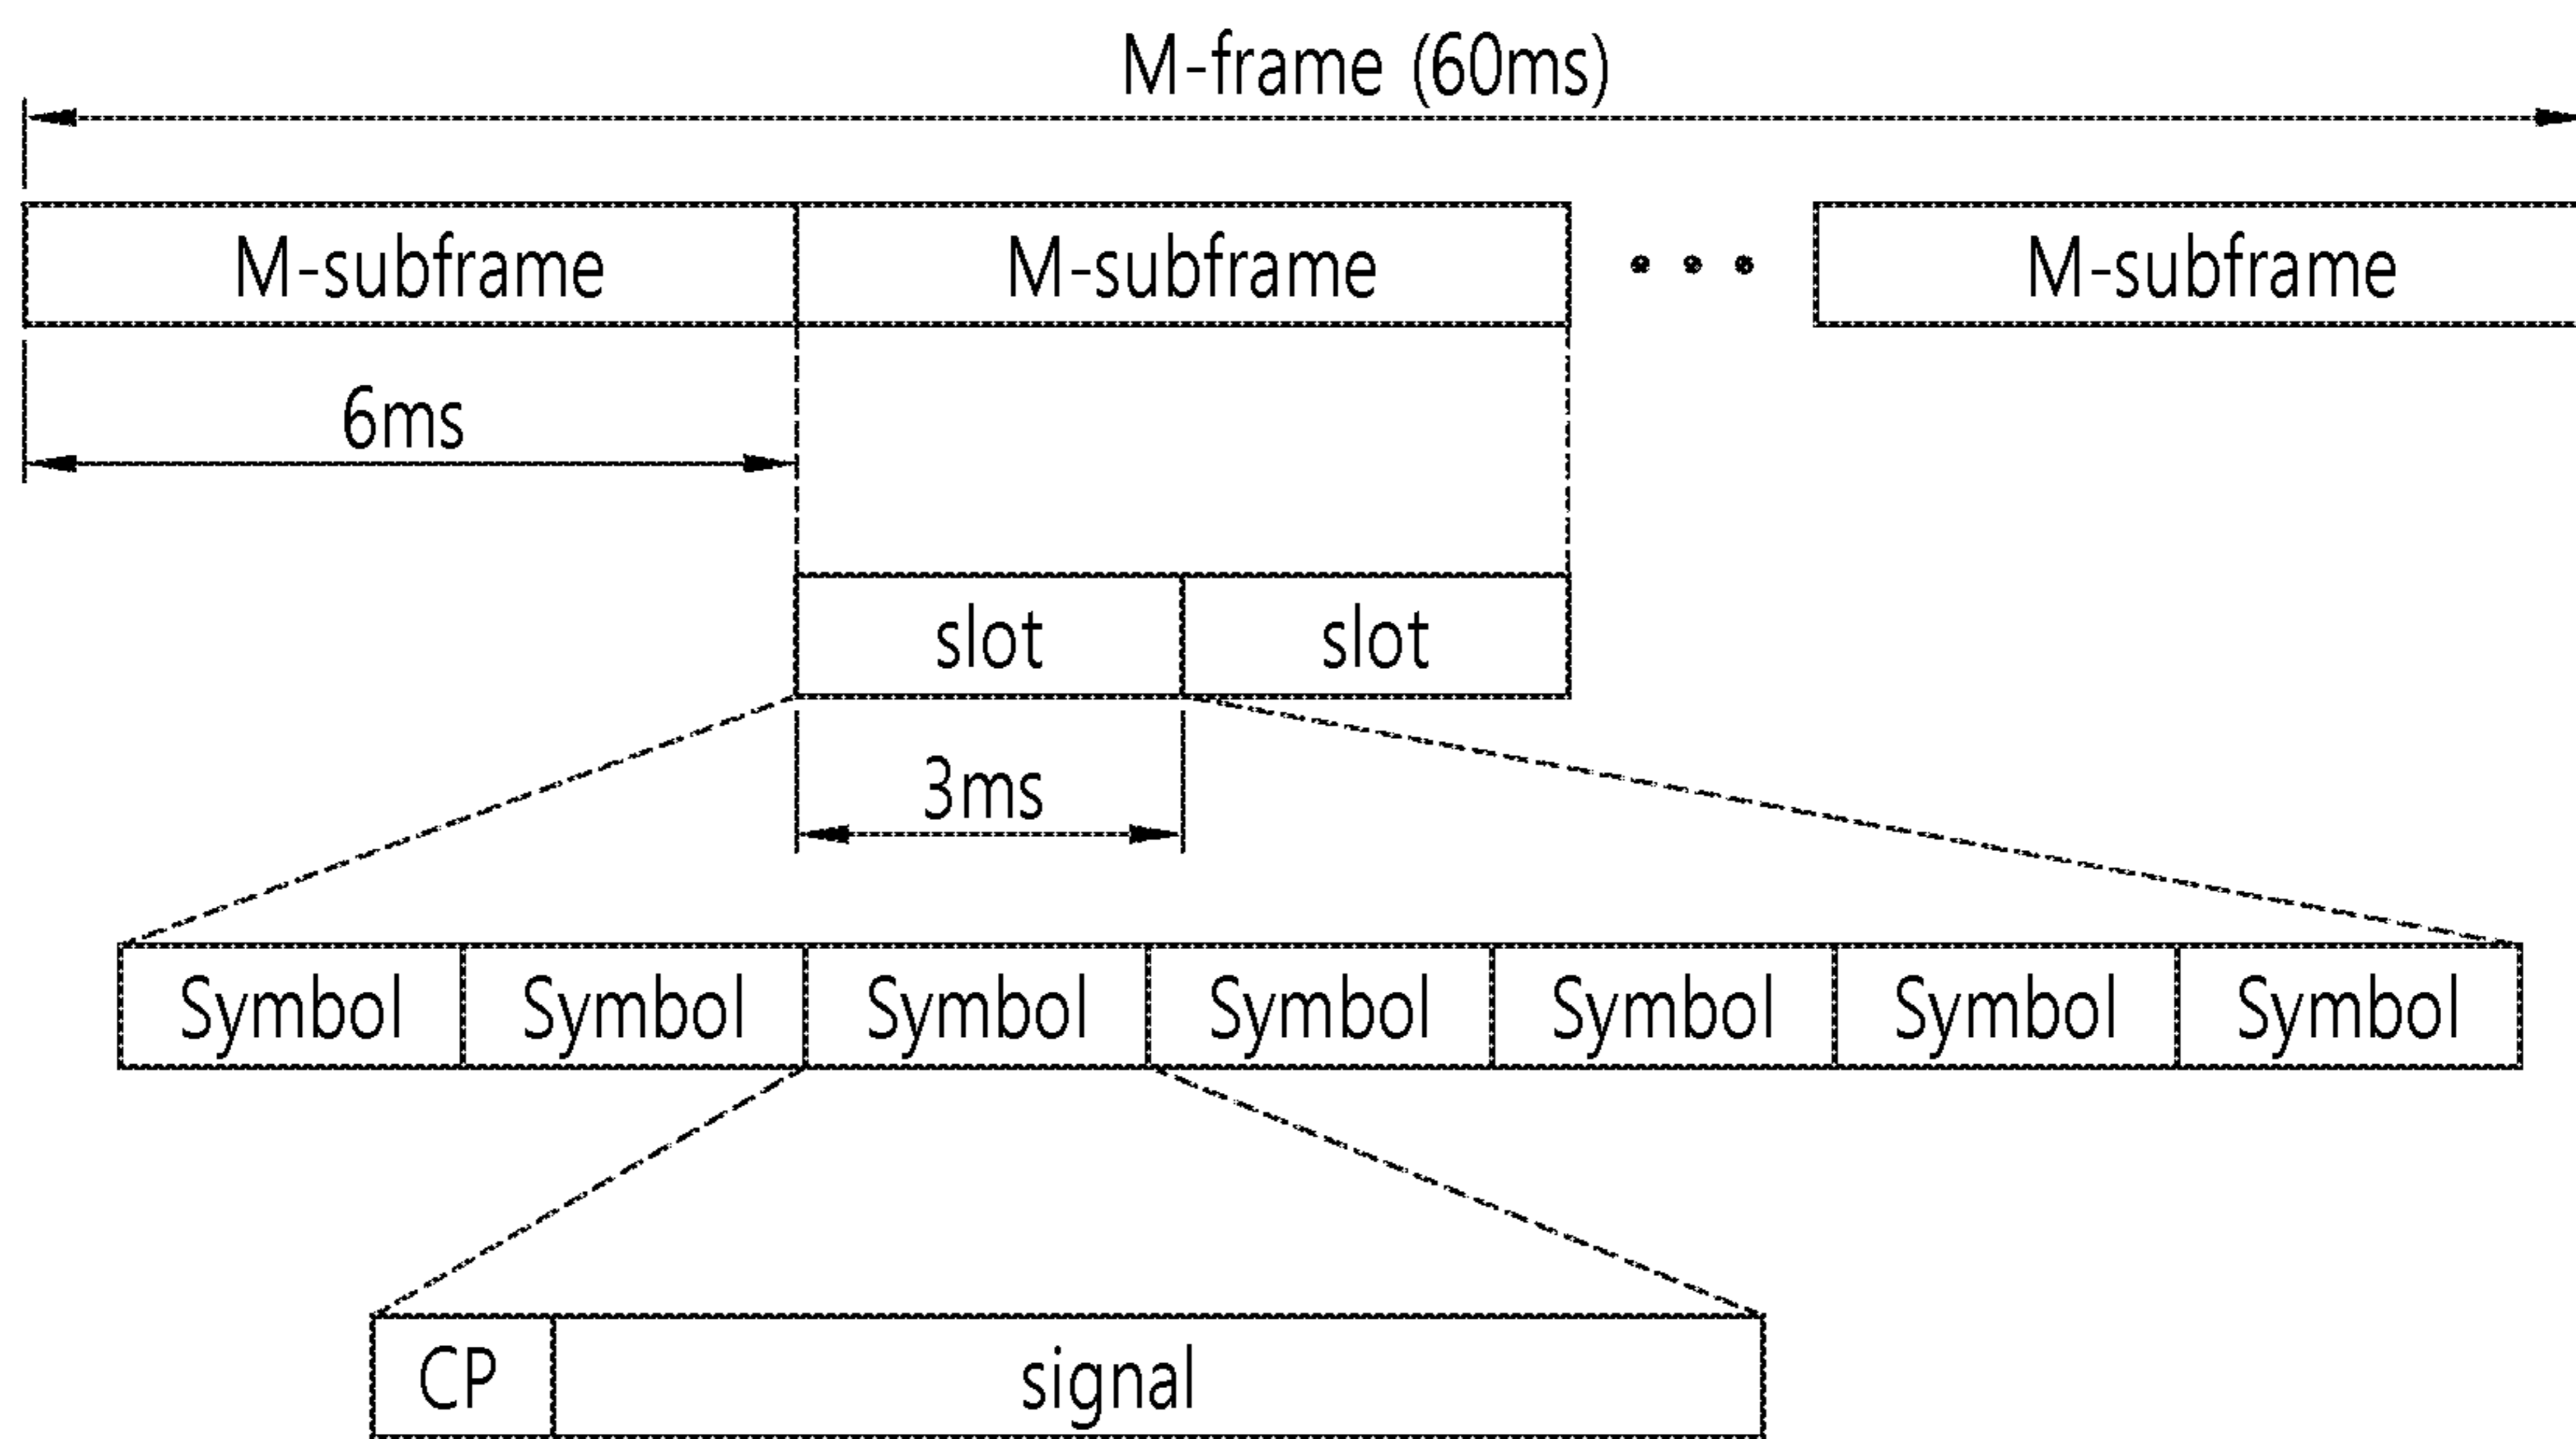 M-frame (60ms)
M-subframe M-subframe M-subframe
6ms
slot slot
3ms
Symbol Symbol Symbol Symbol Symbol Symbol Symbol
CP signal